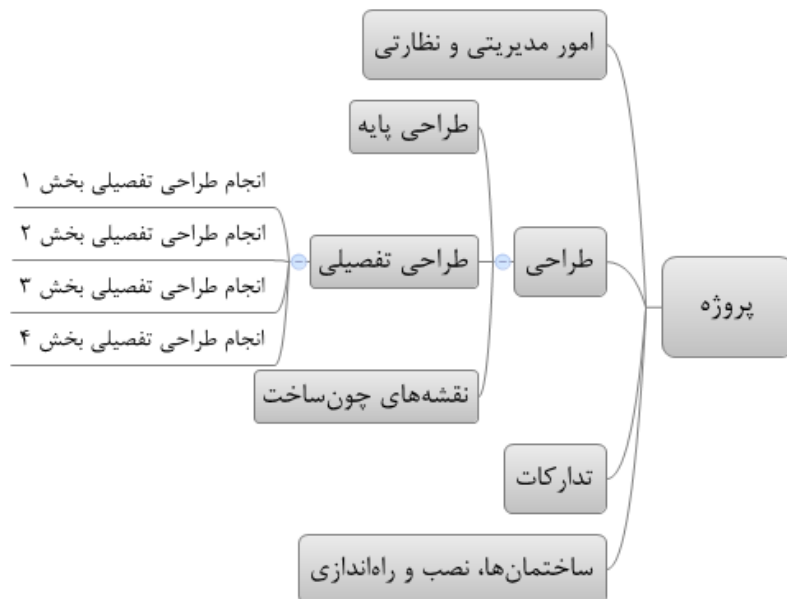 پروژه
امور مدیریتی و نظارتی
طراحی
طراحی پایه
طراحی تفصیلی
انجام طراحی تفصیلی بخش ۱
انجام طراحی تفصیلی بخش ۲
انجام طراحی تفصیلی بخش ۳
انجام طراحی تفصیلی بخش ۴
نقشه‌های چون‌ساخت
تدارکات
ساختمان‌ها، نصب و راه‌اندازی